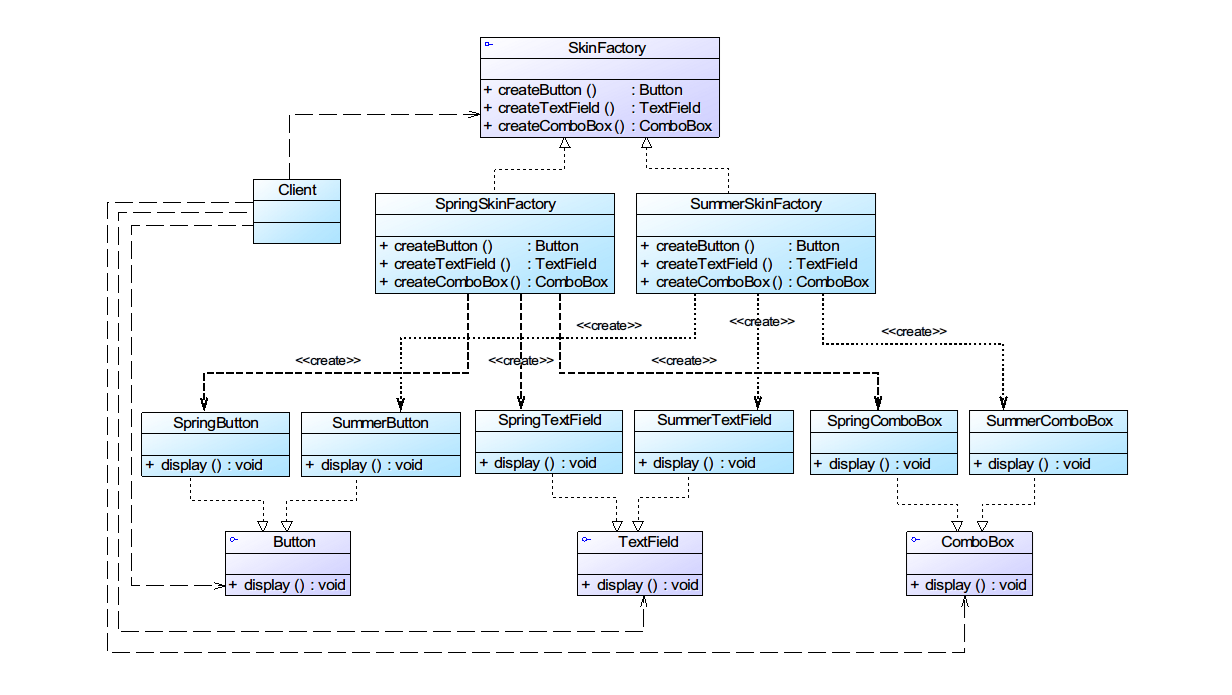 SkinFactory
+ createButton () : Button
+ createTextField () : TextField
+ createComboBox () : ComboBox
Client
SpringSkinFactory
+ createButton () : Button
+ createTextField () : TextField
+ createComboBox () : ComboBox
SummerSkinFactory
+ createButton () : Button
+ createTextField () : TextField
+ createComboBox () : ComboBox
<<create>>
<<create>>
<<create>>
<<create>>
<<create>>
<<create>>
SpringButton
+ display () : void
SummerButton
+ display () : void
SpringTextField
+ display () : void
SummerTextField
+ display () : void
SpringComboBox
+ display () : void
SummerComboBox
+ display () : void
Button
+ display () : void
TextField
+ display () : void
ComboBox
+ display () : void